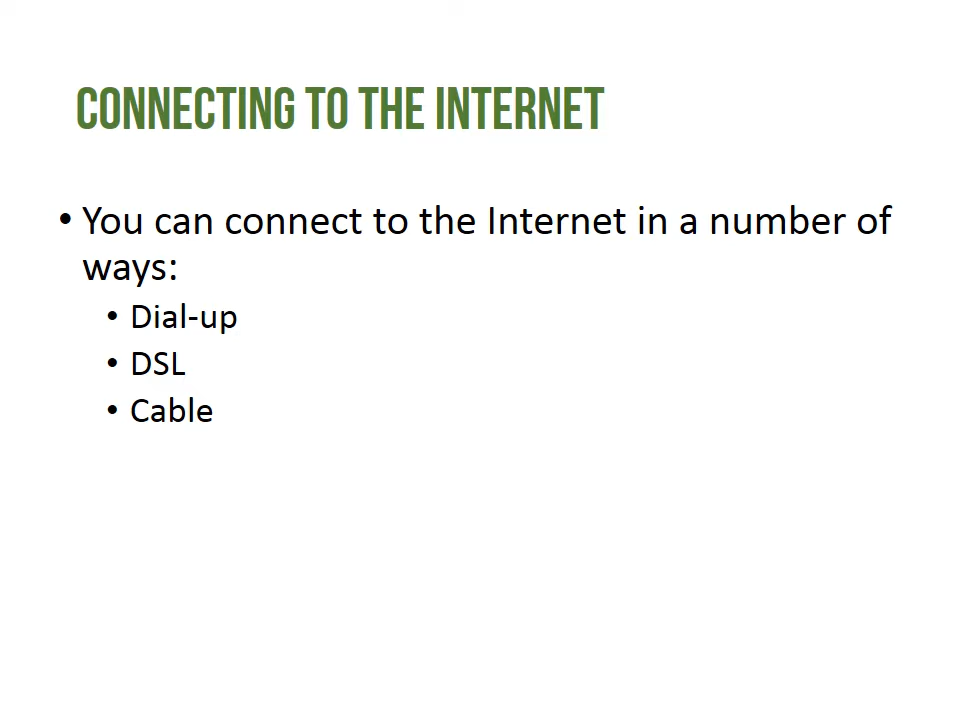 CONNECTING TO THE INTERNET
• You can connect to the Internet in a number of
ways:
• Dial-up
• DSL
• Cable